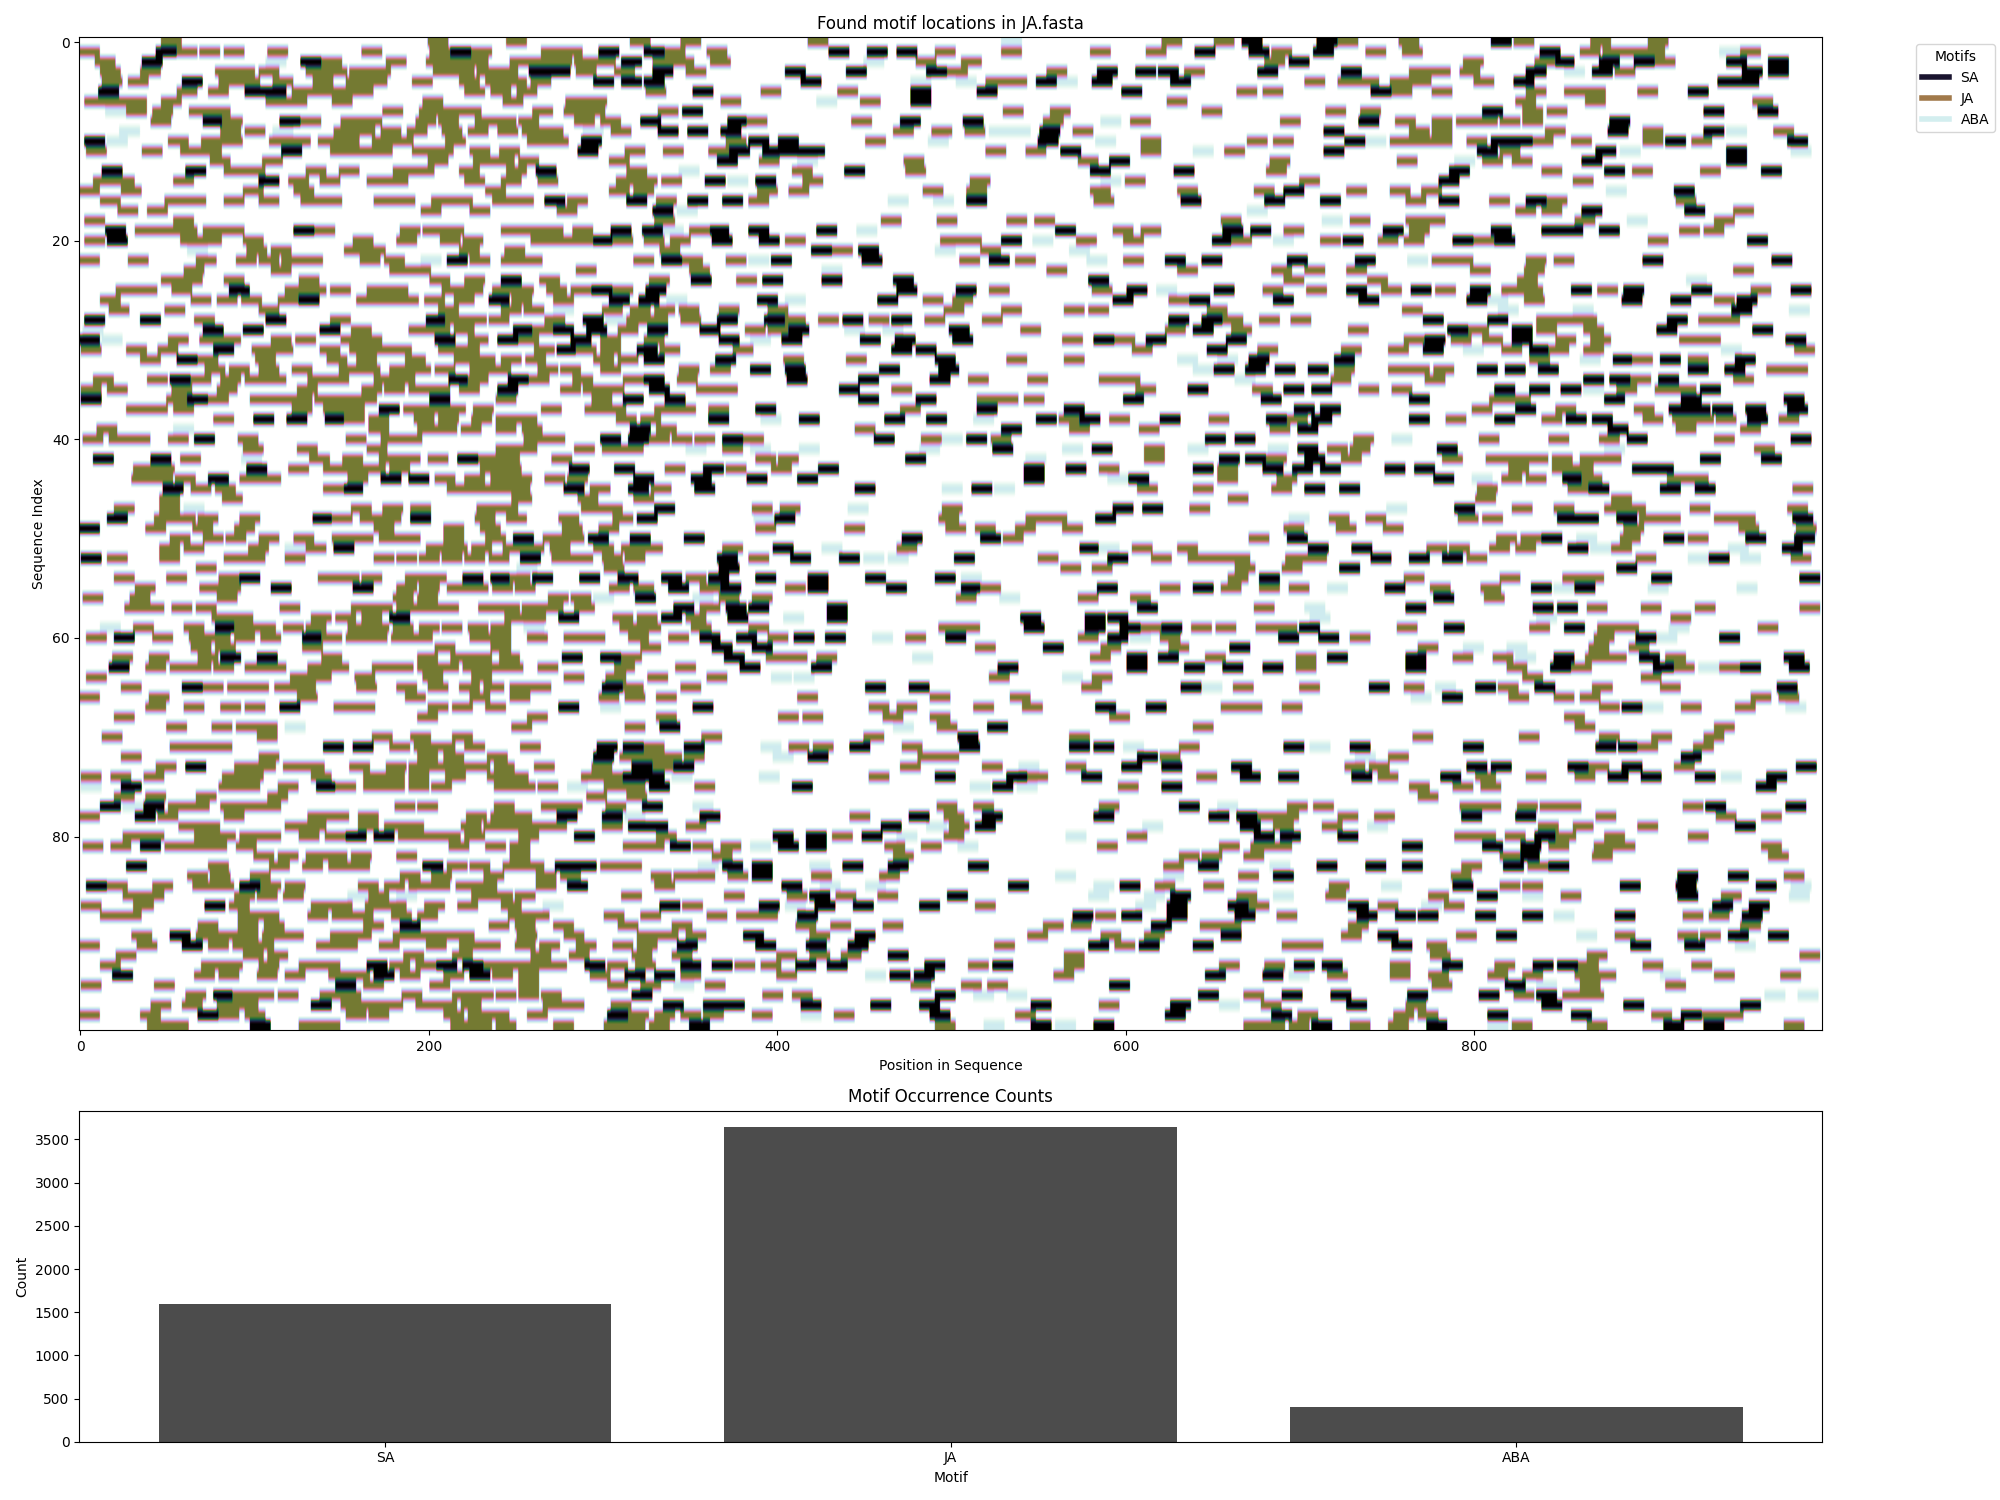 Found motif locations in JA.fasta
Motifs
SA
JA
ABA
0
20
40
60
80
Sequence Index
0 200 400 600 800
Position in Sequence
Motif Occurrence Counts
3500
3000
2500
2000
1500
1000
500
0
Count
SA JA ABA
Motif